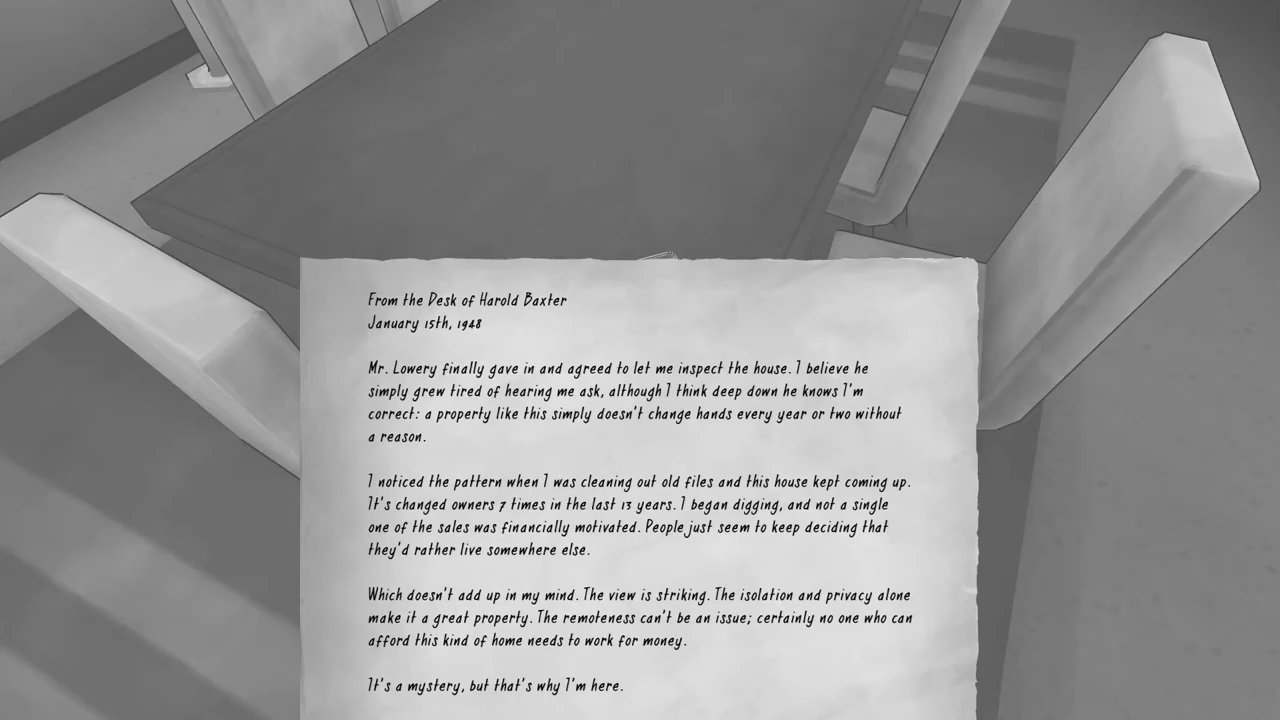 From the Desk of Harold Baxter
January 15th, 1948
Mr. Lowery finally gave in and agreed to let me inspect the house. I believe he
simply grew tired of hearing me ask, although I think deep down he knows I'm
correct: a property like this simply doesn't change hands every year or two without
a reason.
I noticed the pattern when I was cleaning out old files and this house kept coming up.
It's changed owners 7 times in the last 13 years. I began digging, and not a single
one of the sales was financially motivated. People just seem to keep deciding that
they'd rather live somewhere else.
Which doesn't add up in my mind. The view is striking. The isolation and privacy alone
make it a great property. The remoteness can't be an issue; certainly no one who can
afford this kind of home needs to work for money.
It's a mystery, but that's why I'm here.